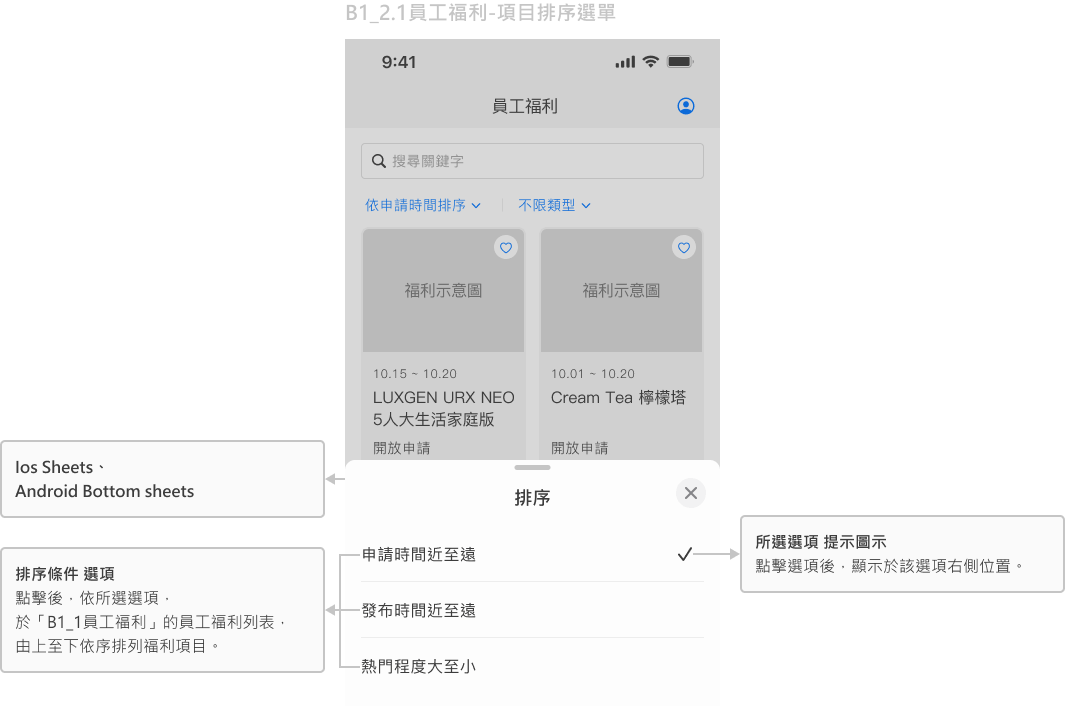 B1_2.1員工福利-項目排序選單
9:41
員工福利
搜尋關鍵字
依申請時間排序
不限類型
福利示意圖
福利示意圖
10.15 ~ 10.20
LUXGEN URX NEO
5人大生活家庭版
開放申請
10.01 ~ 10.20
Cream Tea 檸檬塔
開放申請
Ios Sheets、
Android Bottom sheets
排序
申請時間近至遠
發布時間近至遠
熱門程度大至小
排序條件 選項
點擊後，依所選選項，
於「B1_1員工福利」的員工福利列表，
由上至下依序排列福利項目。
所選選項 提示圖示
點擊選項後，顯示於該選項右側位置。